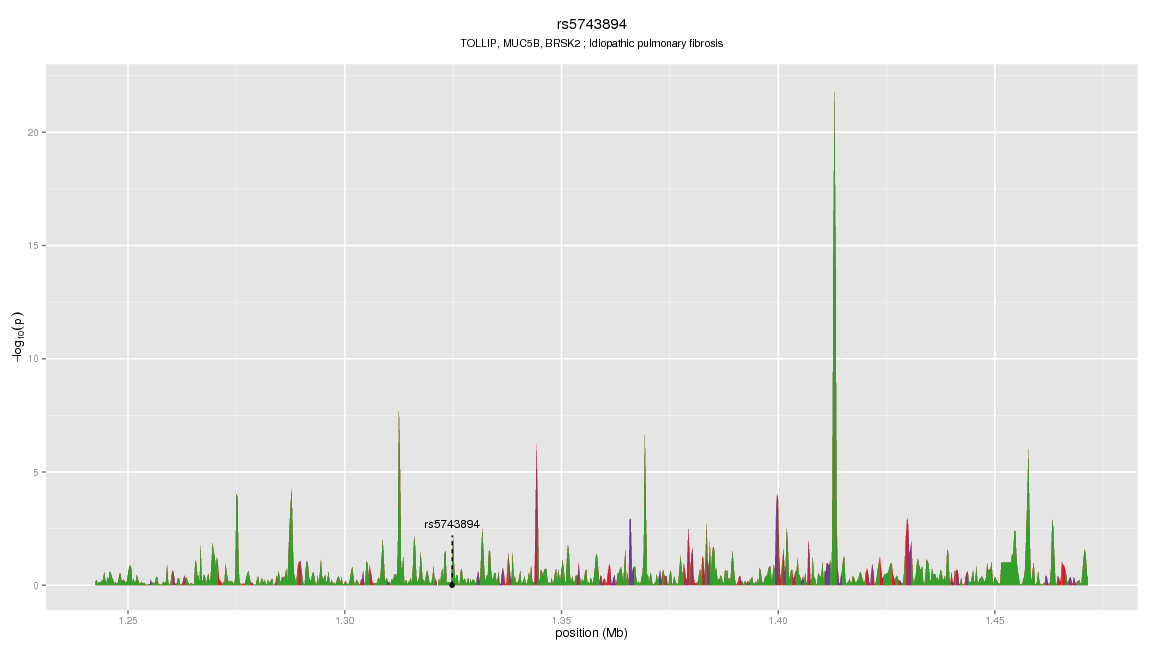 rs5743894
TOLLIP, MUC5B, BRSK2 ; Idiopathic pulmonary fibrosis
−log₁₀(p)
20
15
10
5
0
rs5743894
1.25 1.30 1.35 1.40 1.45
position (Mb)